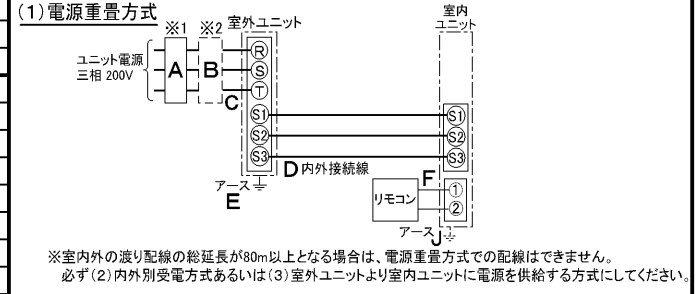 (1)電源重畳方式
※1 ※2 室外ユニット
室内
ユニット
ユニット電源
三相 200V
A
B
C
R
S
T
S1
S2
S3
S1
S2
S3
D 内外接続線
アース
E
リモコン
F
①
②
アース J
※室内外の渡り配線の総延長が80m以上となる場合は、電源重畳方式での配線はできません。
必ず(2)内外別受電方式あるいは(3)室外ユニットより室内ユニットに電源を供給する方式にしてください。